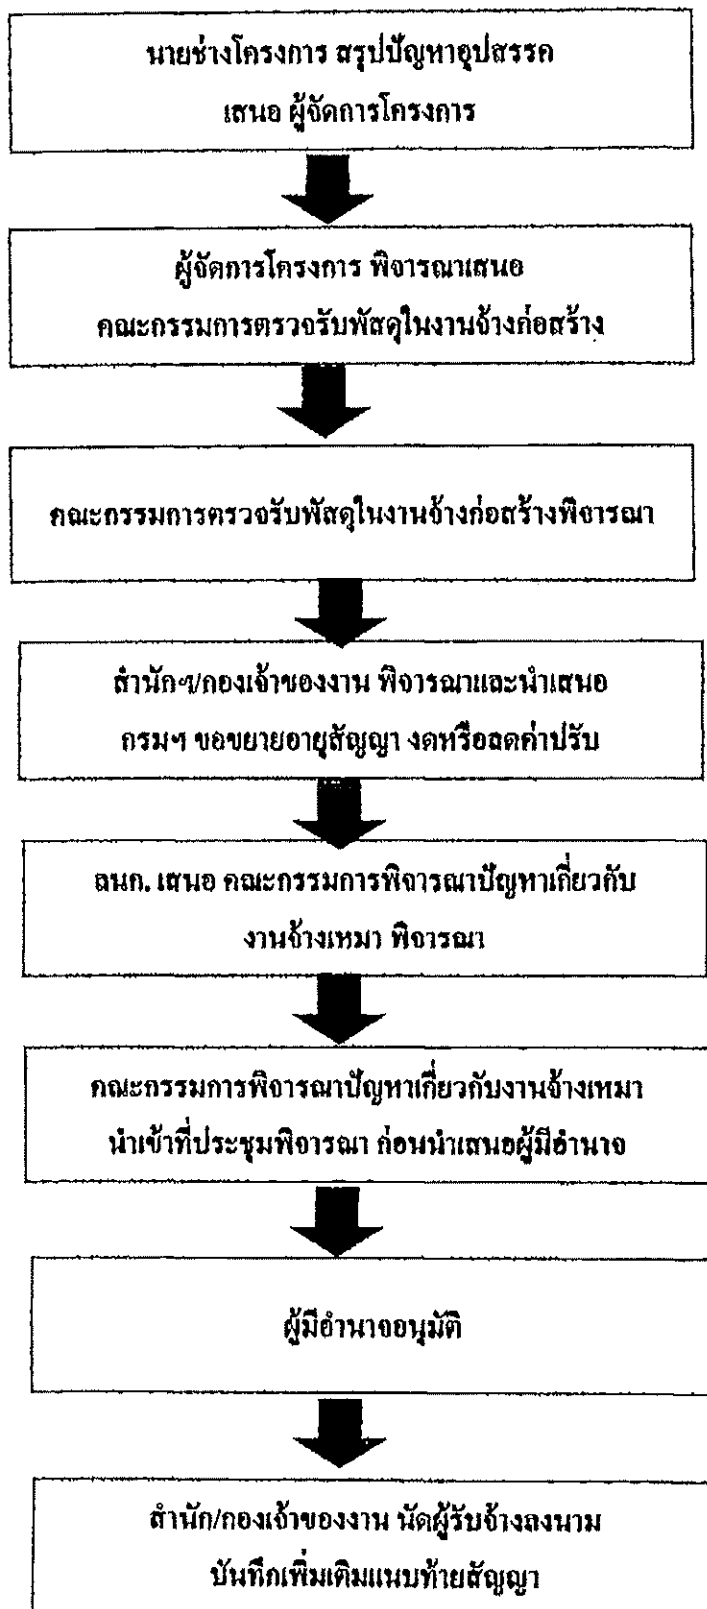 นายช่างโครงการ สรุปปัญหาอุปสรรค
เสนอ ผู้จัดการโครงการ
ผู้จัดการโครงการ พิจารณาเสนอ
คณะกรรมการตรวจรับพัสดุในงานจ้างก่อสร้าง
คณะกรรมการตรวจรับพัสดุในงานจ้างก่อสร้างพิจารณา
สำนักฯ/กองเจ้าของงาน พิจารณาและนำเสนอ
กรมฯ ขอขยายอายุสัญญา งดหรือลดค่าปรับ
ลนก. เสนอ คณะกรรมการพิจารณาปัญหาเกี่ยวกับ
งานจ้างเหมา พิจารณา
คณะกรรมการพิจารณาปัญหาเกี่ยวกับงานจ้างเหมา
นำเข้าที่ประชุมพิจารณา ก่อนนำเสนอผู้มีอำนาจ
ผู้มีอำนาจอนุมัติ
สำนัก/กองเจ้าของงาน นัดผู้รับจ้างลงนาม
บันทึกเพิ่มเติมแนบท้ายสัญญา